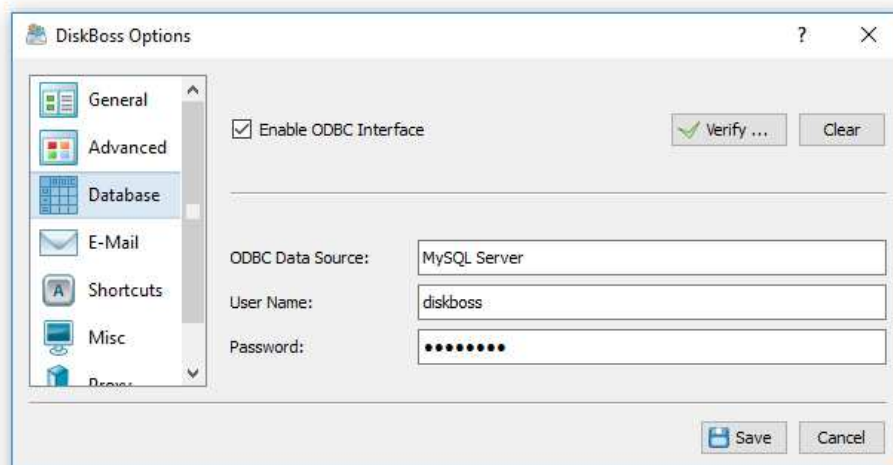 DiskBoss Options
?
General
Advanced
Database
E-Mail
Shortcuts
Misc
Proxy
Enable ODBC Interface
Verify ...
Clear
ODBC Data Source: MySQL Server
User Name: diskboss
Password: ••••••••
Save
Cancel